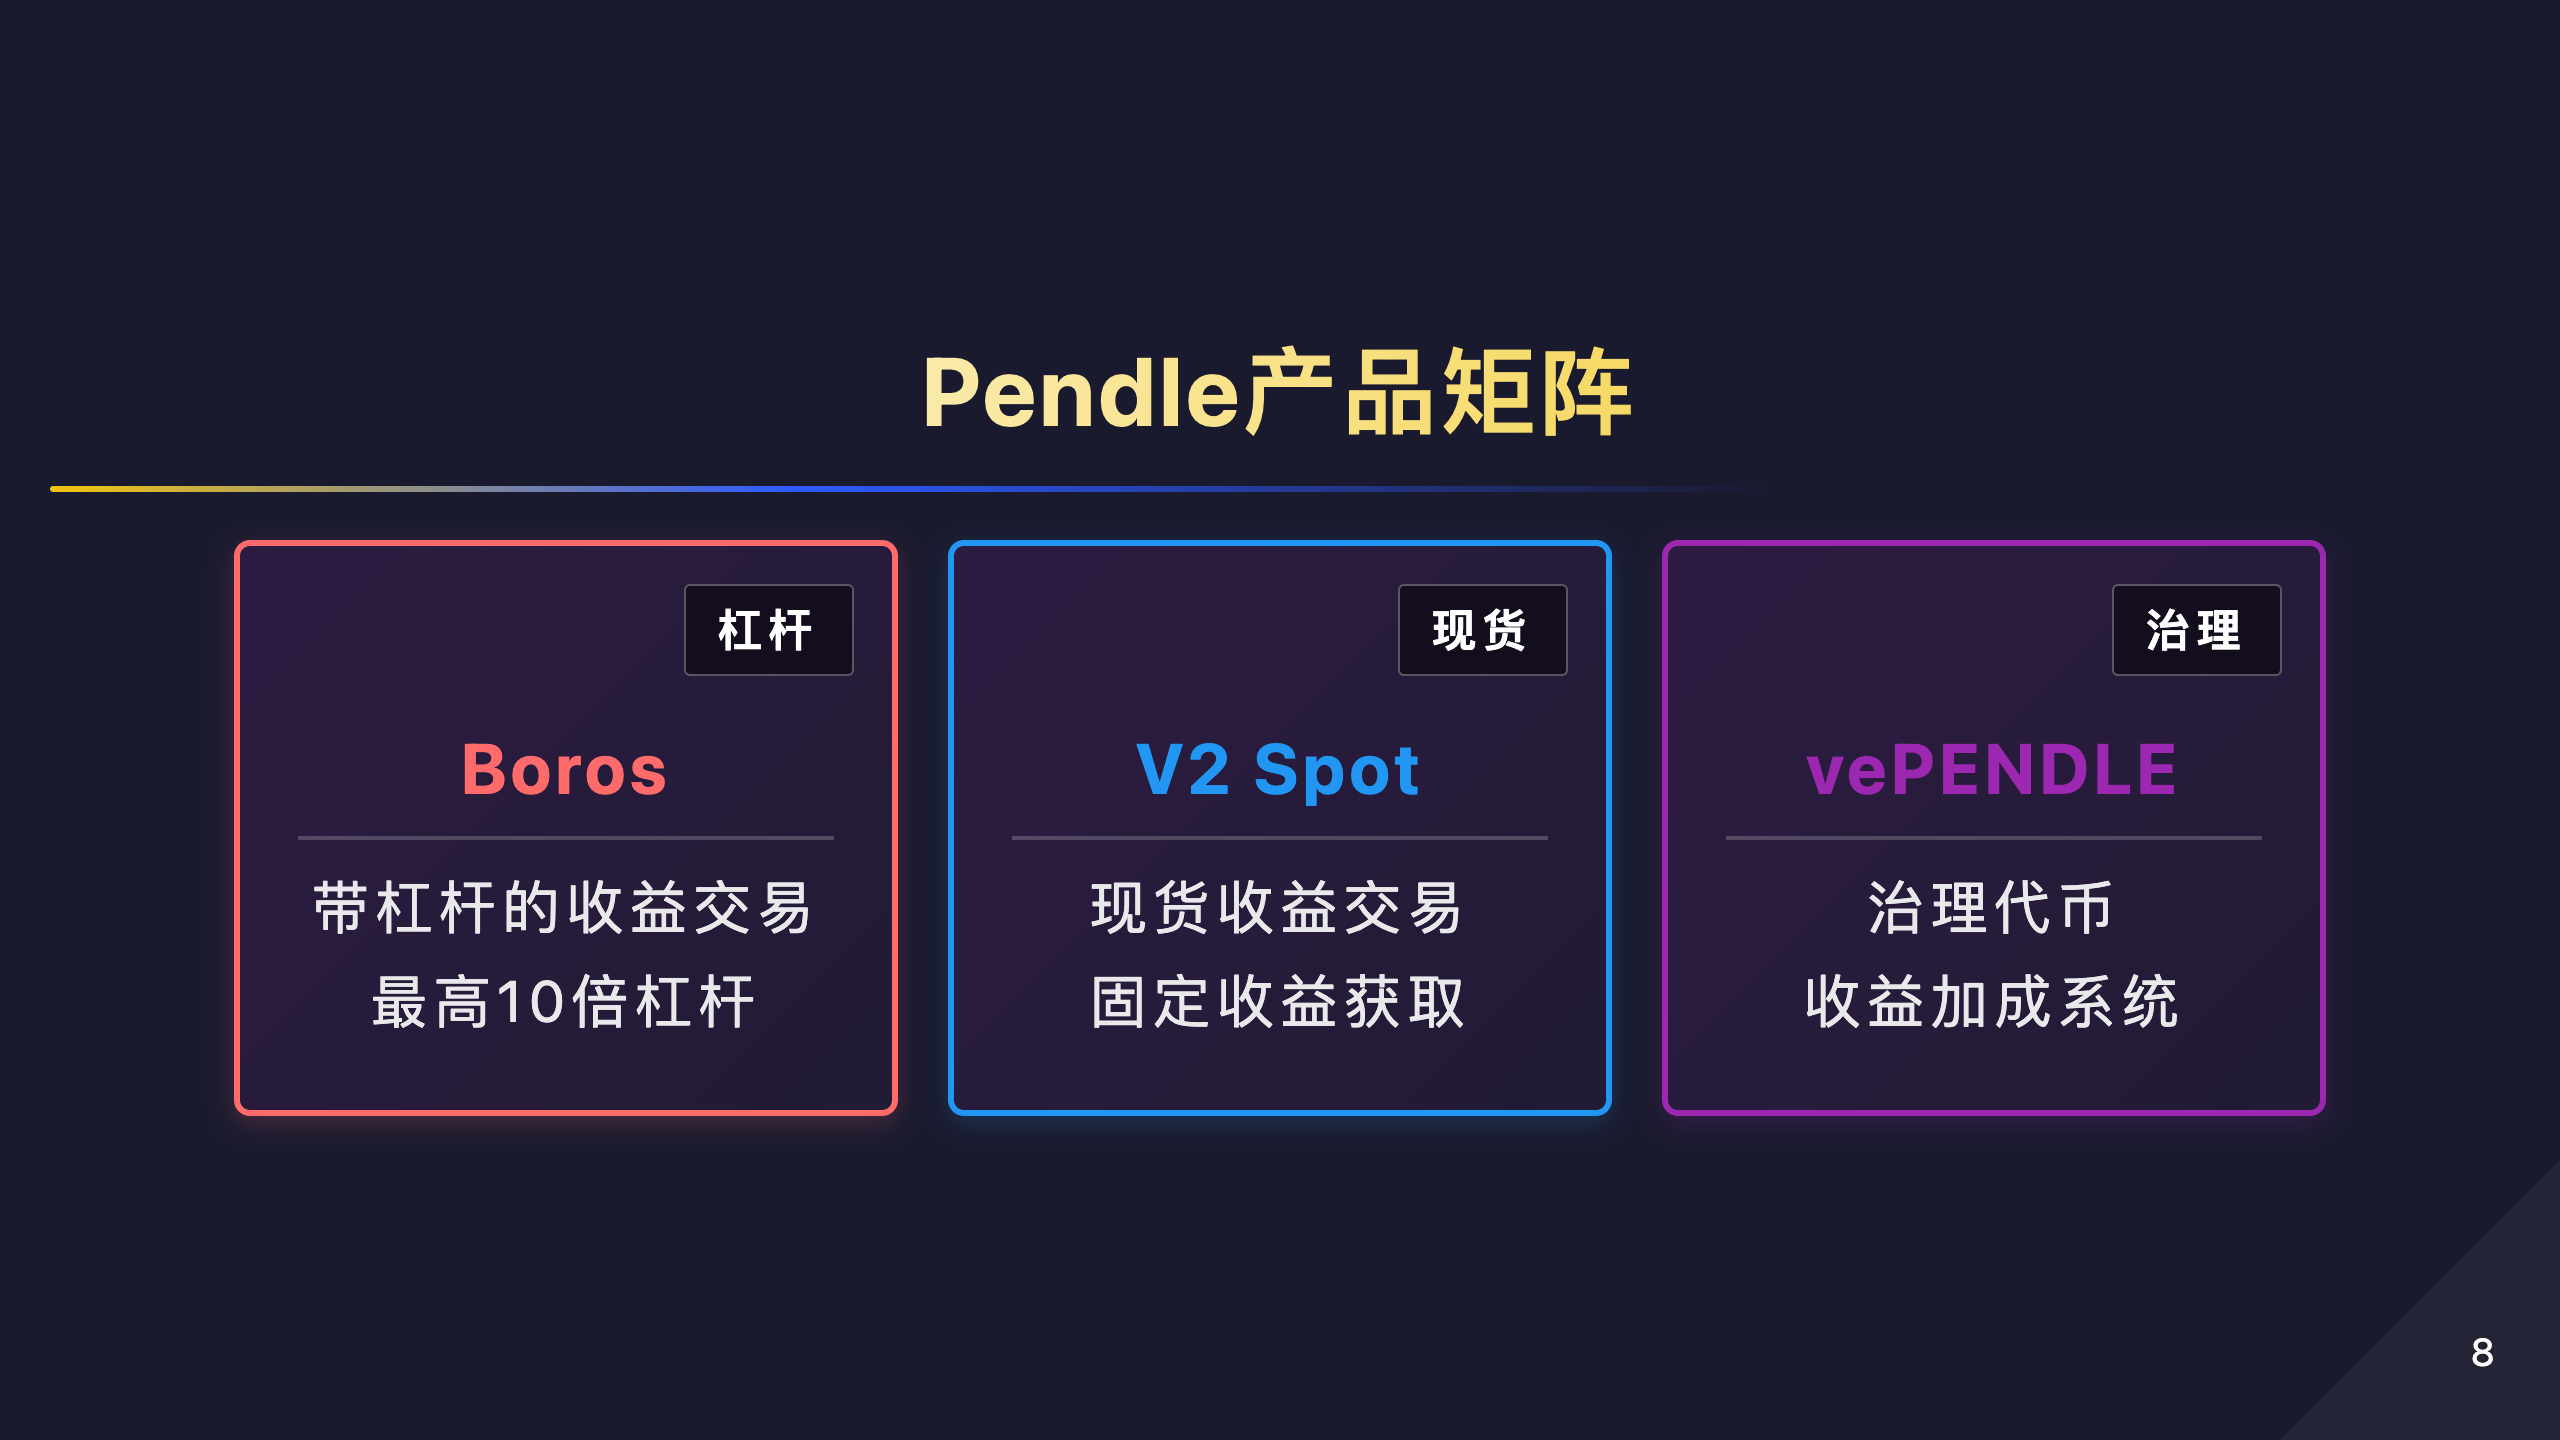 Pendle产品矩阵
杠杆
Boros
带杠杆的收益交易
最高10倍杠杆
现货
V2 Spot
现货收益交易
固定收益获取
治理
vePENDLE
治理代币
收益加成系统
8